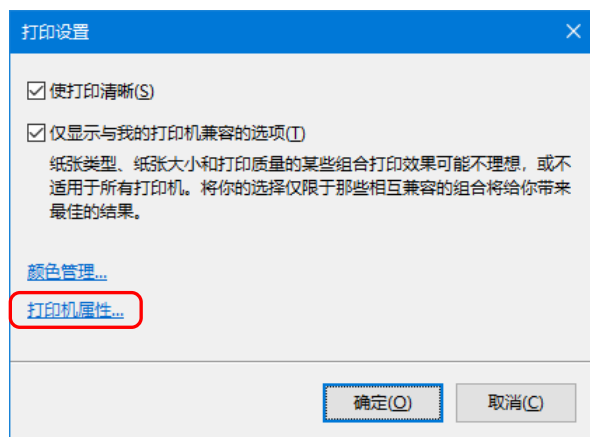 打印设置
使打印清晰(S)
仅显示与我的打印机兼容的选项(T)
纸张类型、纸张大小和打印质量的某些组合打印效果可能不理想，或不
适用于所有打印机。将你的选择仅限于那些相互兼容的组合将给你带来
最佳的结果。
颜色管理...
打印机属性...
确定(O)
取消(C)